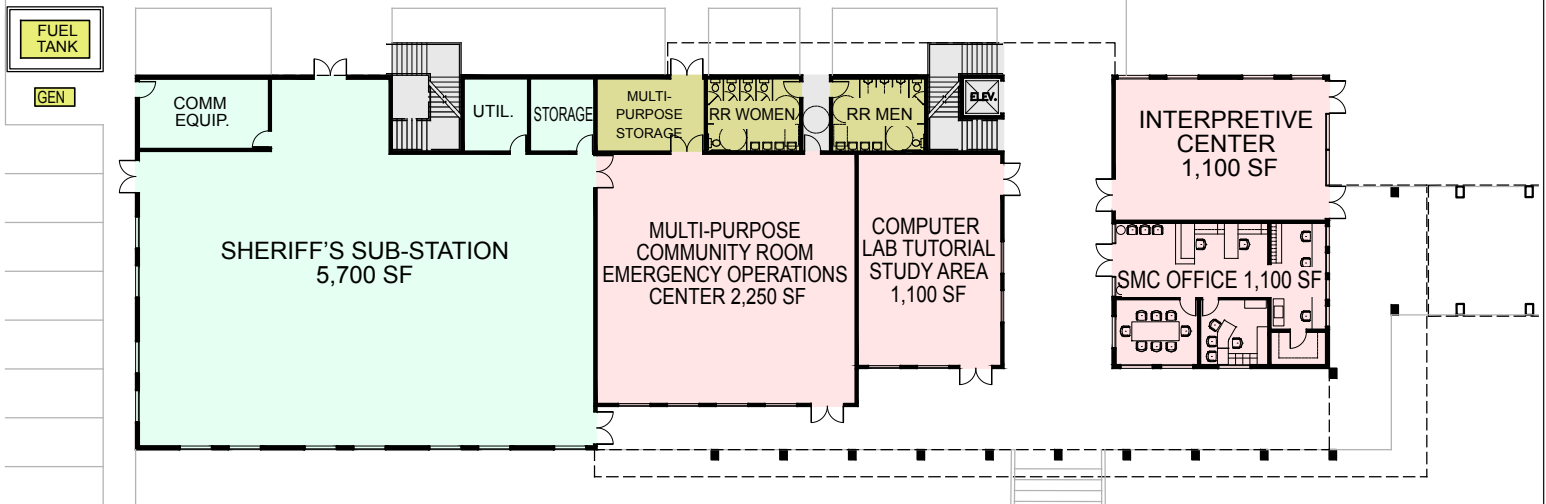 FUEL
TANK
GEN
COMM
EQUIP.
UTIL.
STORAGE
MULTI-
PURPOSE
STORAGE
RR WOMEN
RR MEN
ELEV.
INTERPRETIVE
CENTER
1,100 SF
SHERIFF'S SUB-STATION
5,700 SF
MULTI-PURPOSE
COMMUNITY ROOM
EMERGENCY OPERATIONS
CENTER 2,250 SF
COMPUTER
LAB TUTORIAL
STUDY AREA
1,100 SF
SMC OFFICE 1,100 SF